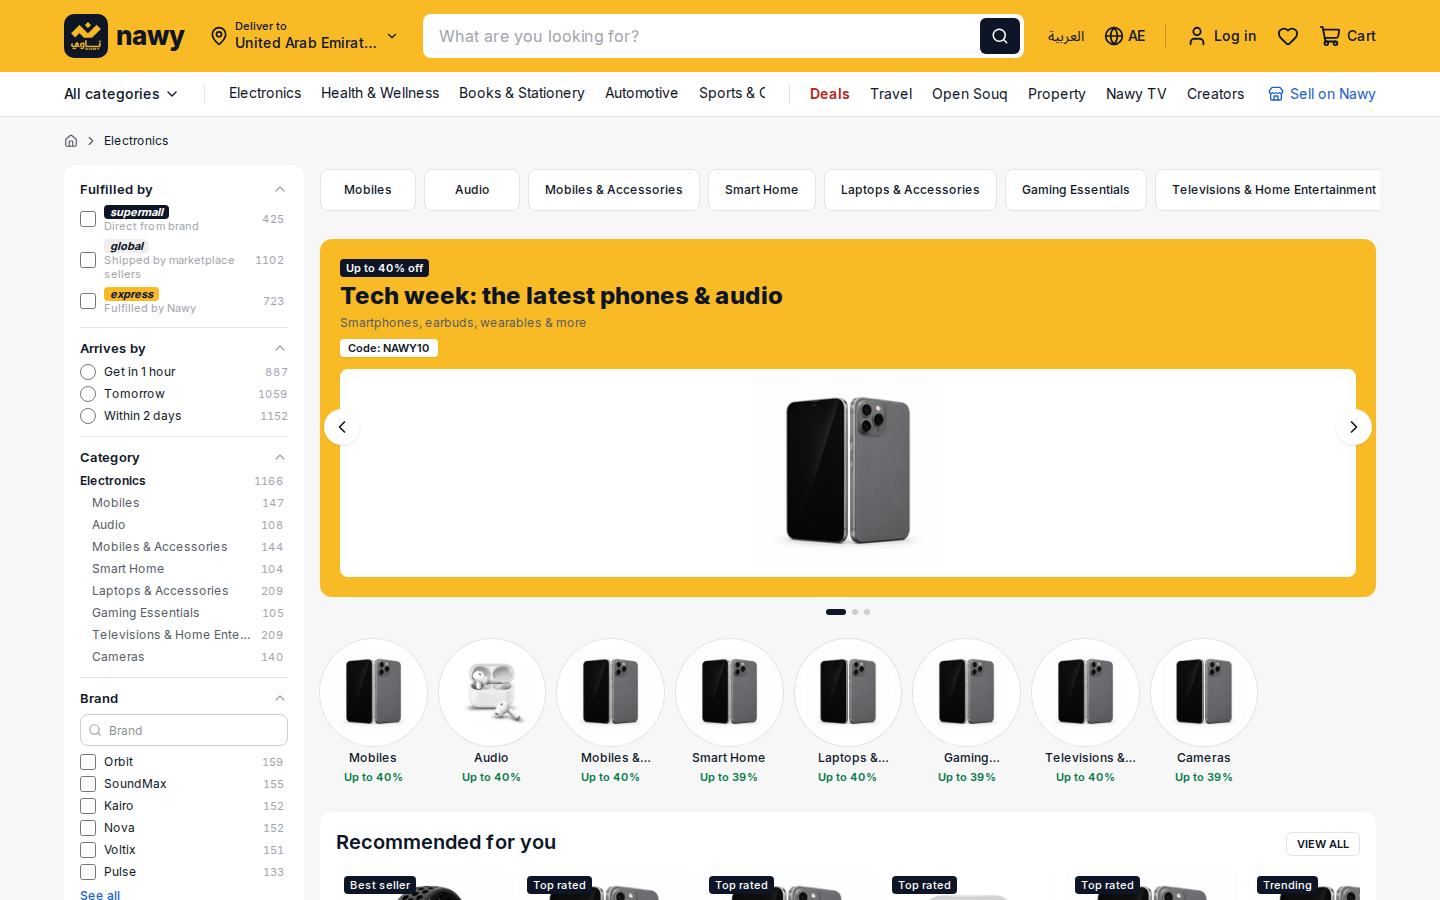 ناوي
NAWY
nawy
Deliver to
United Arab Emirat...
What are you looking for?
العربية
AE
Log in
Cart
All categories
Electronics
Health & Wellness
Books & Stationery
Automotive
Sports &
Deals
Travel
Open Souq
Property
Nawy TV
Creators
Sell on Nawy
Electronics
Fulfilled by
supermall
Direct from brand
425
global
Shipped by marketplace
sellers
1102
express
Fulfilled by Nawy
723
Arrives by
Get in 1 hour
887
Tomorrow
1059
Within 2 days
1152
Category
Electronics
1166
Mobiles
147
Audio
108
Mobiles & Accessories
144
Smart Home
104
Laptops & Accessories
209
Gaming Essentials
105
Televisions & Home Ente...
209
Cameras
140
Brand
Brand
Orbit
159
SoundMax
155
Kairo
152
Nova
152
Voltix
151
Pulse
133
See all
Mobiles
Audio
Mobiles & Accessories
Smart Home
Laptops & Accessories
Gaming Essentials
Televisions & Home Entertainment
Up to 40% off
Tech week: the latest phones & audio
Smartphones, earbuds, wearables & more
Code: NAWY10
Mobiles
Up to 40%
Audio
Up to 40%
Mobiles &...
Up to 40%
Smart Home
Up to 39%
Laptops &...
Up to 40%
Gaming...
Up to 39%
Televisions &...
Up to 40%
Cameras
Up to 39%
Recommended for you
VIEW ALL
Best seller
Top rated
Top rated
Top rated
Top rated
Trending